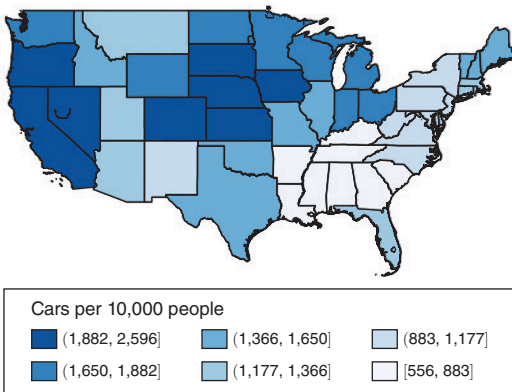 Cars per 10,000 people
(1,882, 2,596] (1,366, 1,650] (883, 1,177]
(1,650, 1,882] (1,177, 1,366] [556, 883]